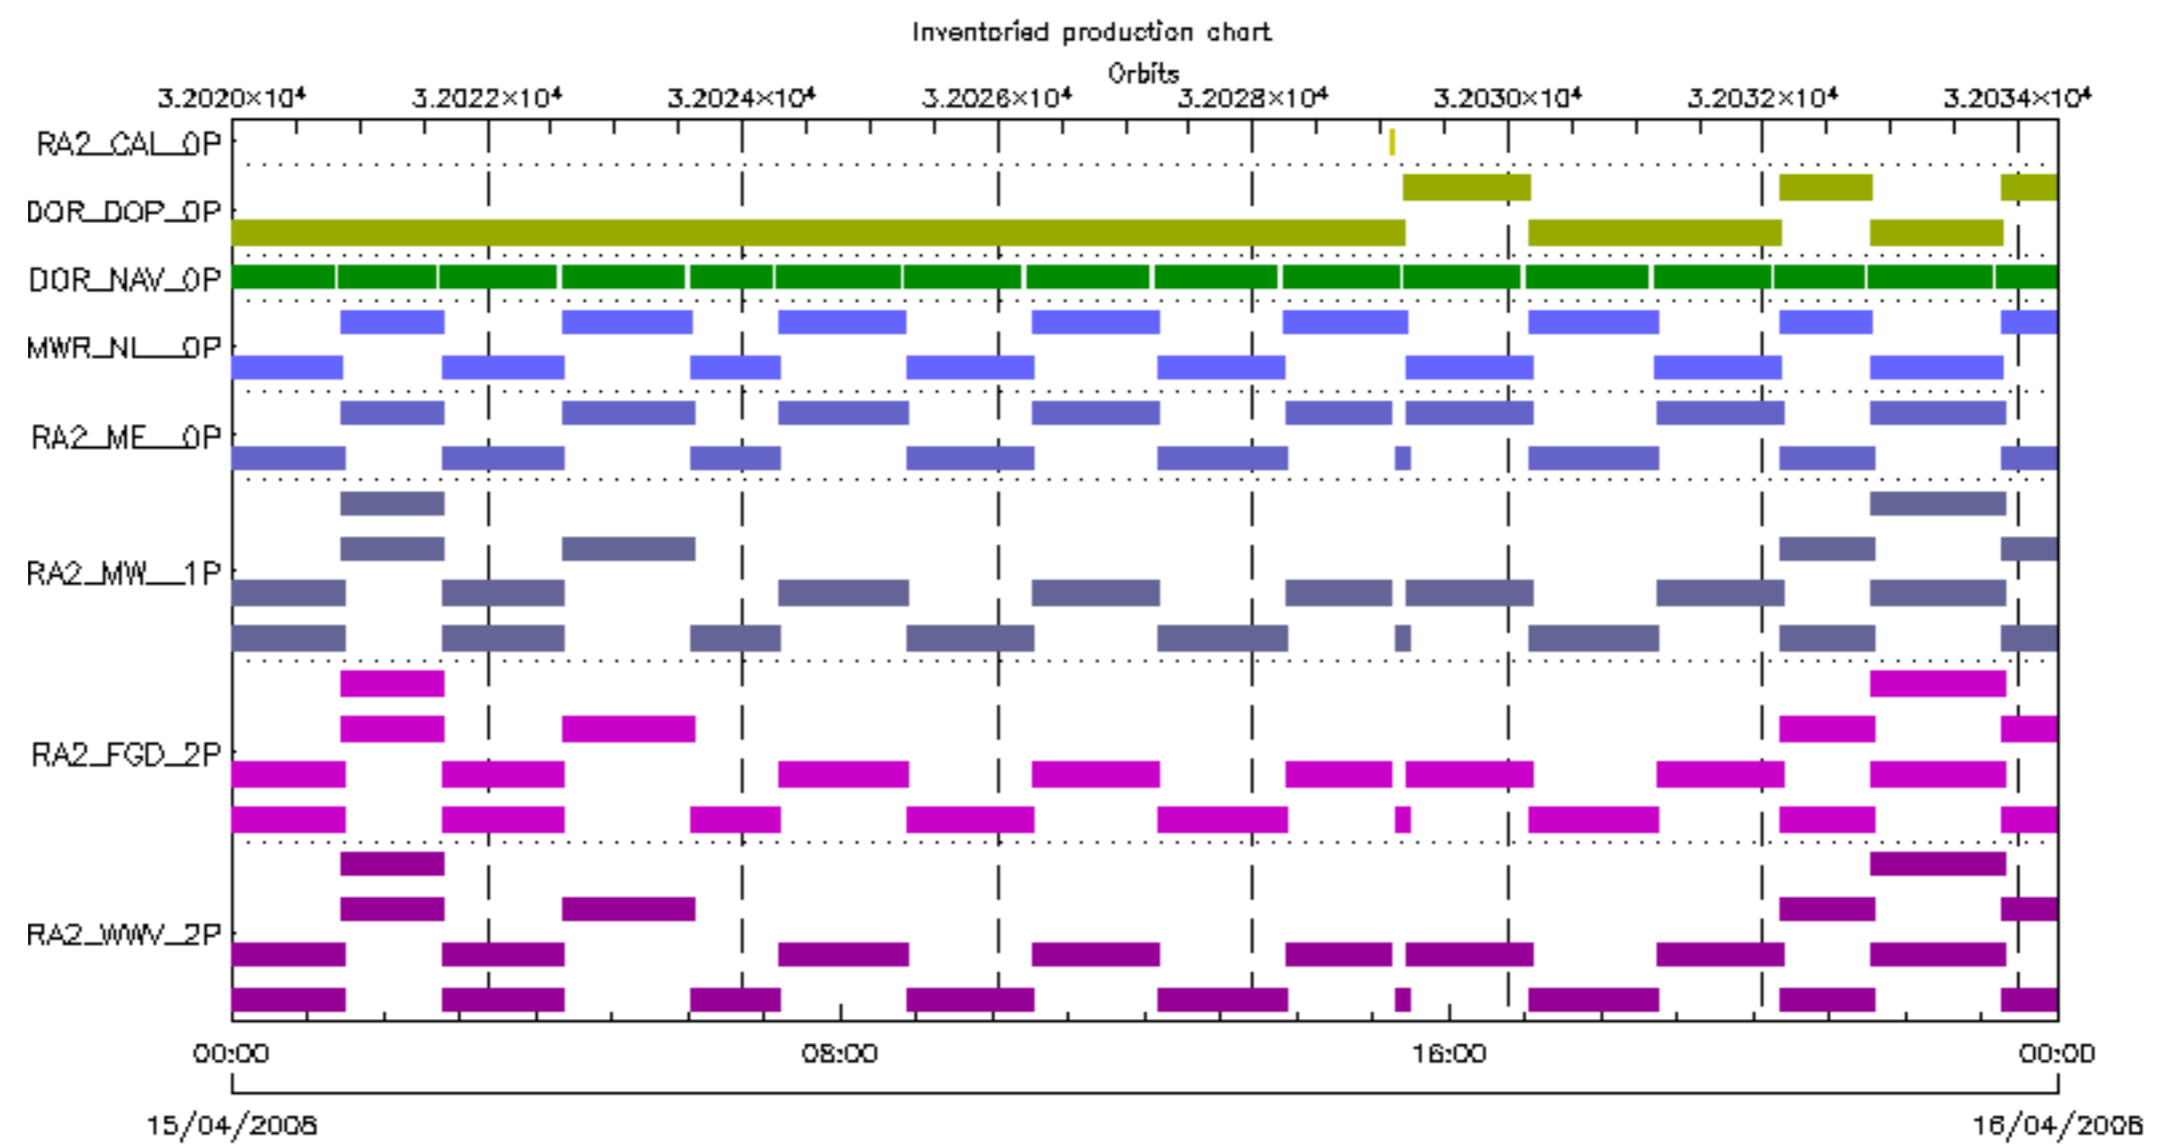 Inventoried production chart
Orbits
3.2020×10⁴ 3.2022×10⁴ 3.2024×10⁴ 3.2026×10⁴ 3.2028×10⁴ 3.2030×10⁴ 3.2032×10⁴ 3.2034×10⁴
RA2_CAL_0P
DOR_DOP_0P
DOR_NAV_0P
MWR_NL__0P
RA2_ME__0P
RA2_MW__1P
RA2_FGD_2P
RA2_WWV_2P
00:00 08:00 16:00 00:00
15/04/2008 16/04/2008